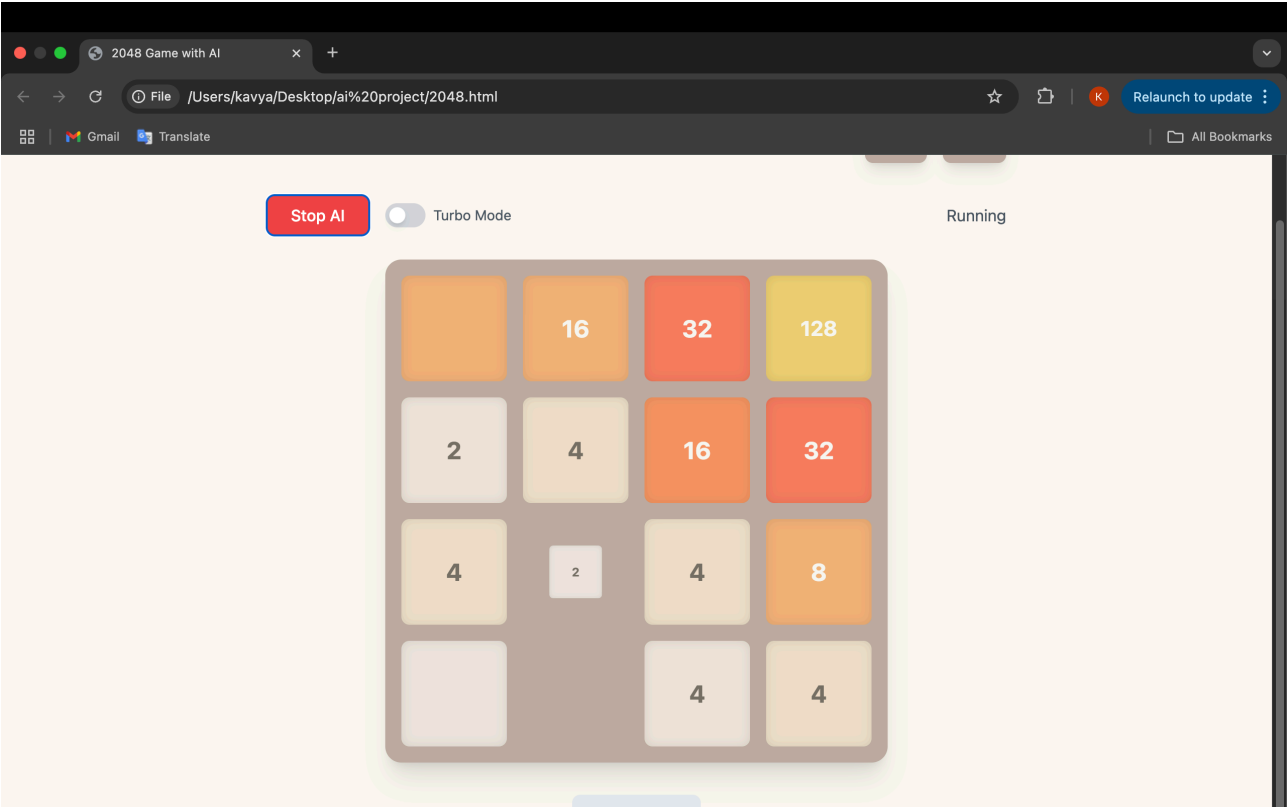 2048 Game with AI
File /Users/kavya/Desktop/ai%20project/2048.html K Relaunch to update
Gmail Translate All Bookmarks
Stop AI Turbo Mode Running
16 32 128
2 4 16 32
4 2 4 8
4 4